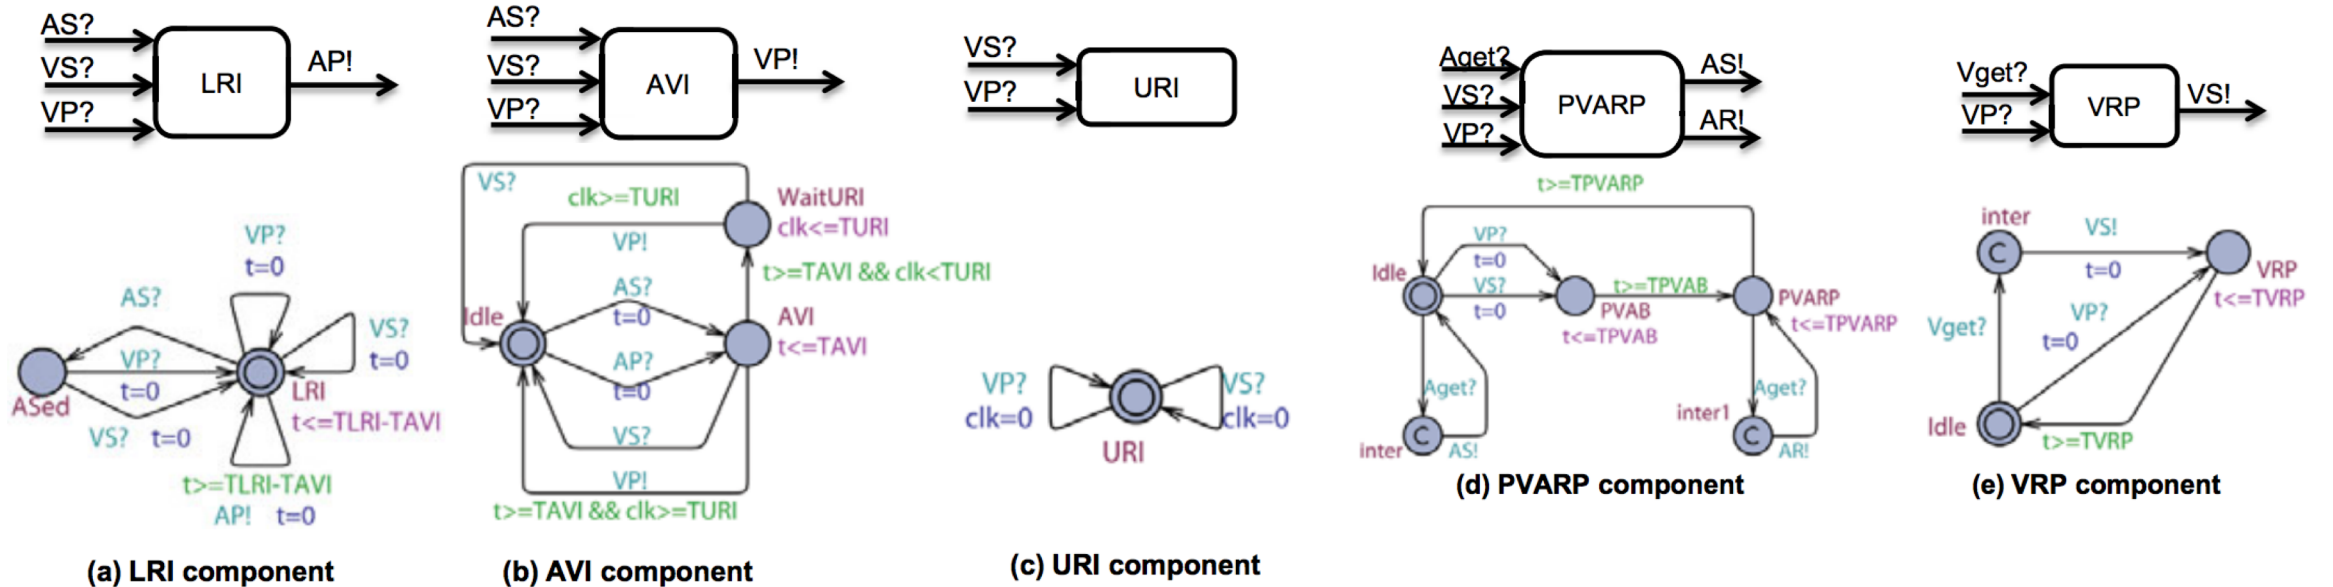 AS?
VS?
VP?
LRI
AP!
AS?
VS?
VP?
AVI
VP!
VS?
VP?
URI
Aget?
VS?
VP?
PVARP
AS!
AR!
Vget?
VP?
VRP
VS!
VP?
t=0
AS?
VP?
t=0
VS?
t=0
ASed
LRI
t<=TLRI-TAVI
VS? t=0
t>=TLRI-TAVI
AP! t=0
(a) LRI component
VS?
clk>=TURI
VP!
WaitURI
clk<=TURI
t>=TAVI && clk<TURI
AS?
t=0
Idle
AVI
t<=TAVI
AP?
t=0
VS?
VP!
t>=TAVI && clk>=TURI
(b) AVI component
VP?
clk=0
VS?
clk=0
URI
(c) URI component
t>=TPVARP
VP?
t=0
Idle
VS?
t=0
t>=TPVAB
PVAB
t<=TPVAB
PVARP
t<=TPVARP
Aget?
Aget?
inter
AS!
inter1
AR!
(d) PVARP component
inter
VS!
t=0
VRP
t<=TVRP
Vget?
VP?
t=0
Idle
t>=TVRP
(e) VRP component
C
C
C